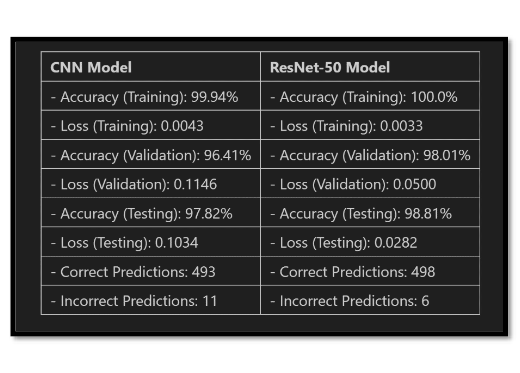 CNN Model ResNet-50 Model
- Accuracy (Training): 99.94% - Accuracy (Training): 100.0%
- Loss (Training): 0.0043 - Loss (Training): 0.0033
- Accuracy (Validation): 96.41% - Accuracy (Validation): 98.01%
- Loss (Validation): 0.1146 - Loss (Validation): 0.0500
- Accuracy (Testing): 97.82% - Accuracy (Testing): 98.81%
- Loss (Testing): 0.1034 - Loss (Testing): 0.0282
- Correct Predictions: 493 - Correct Predictions: 498
- Incorrect Predictions: 11 - Incorrect Predictions: 6